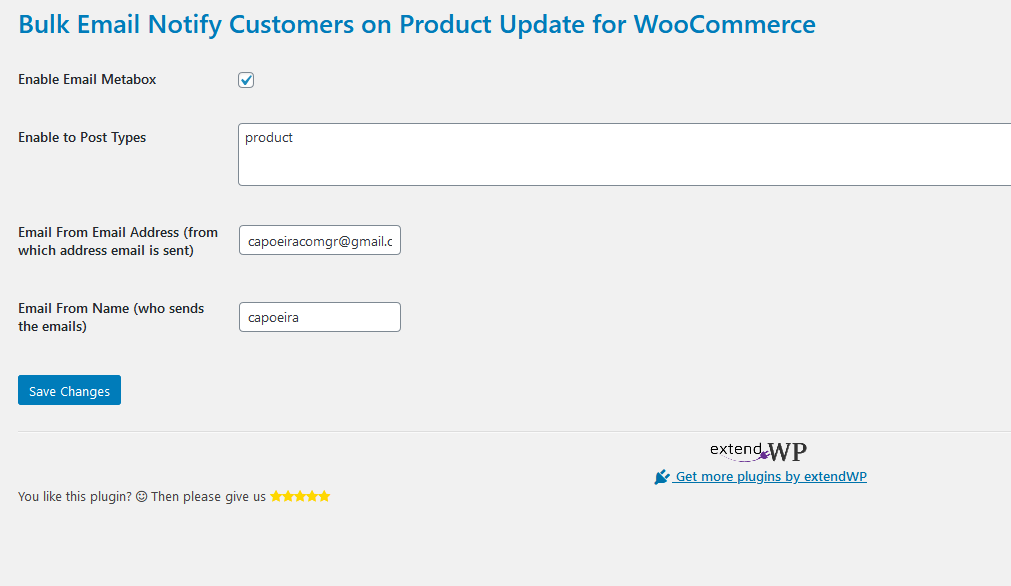 Bulk Email Notify Customers on Product Update for WooCommerce
Enable Email Metabox
Enable to Post Types
product
Email From Email Address (from
which address email is sent)
capoeiracomgr@gmail.c
Email From Name (who sends
the emails)
capoeira
Save Changes
extendWP
Get more plugins by extendWP
You like this plugin? Then please give us